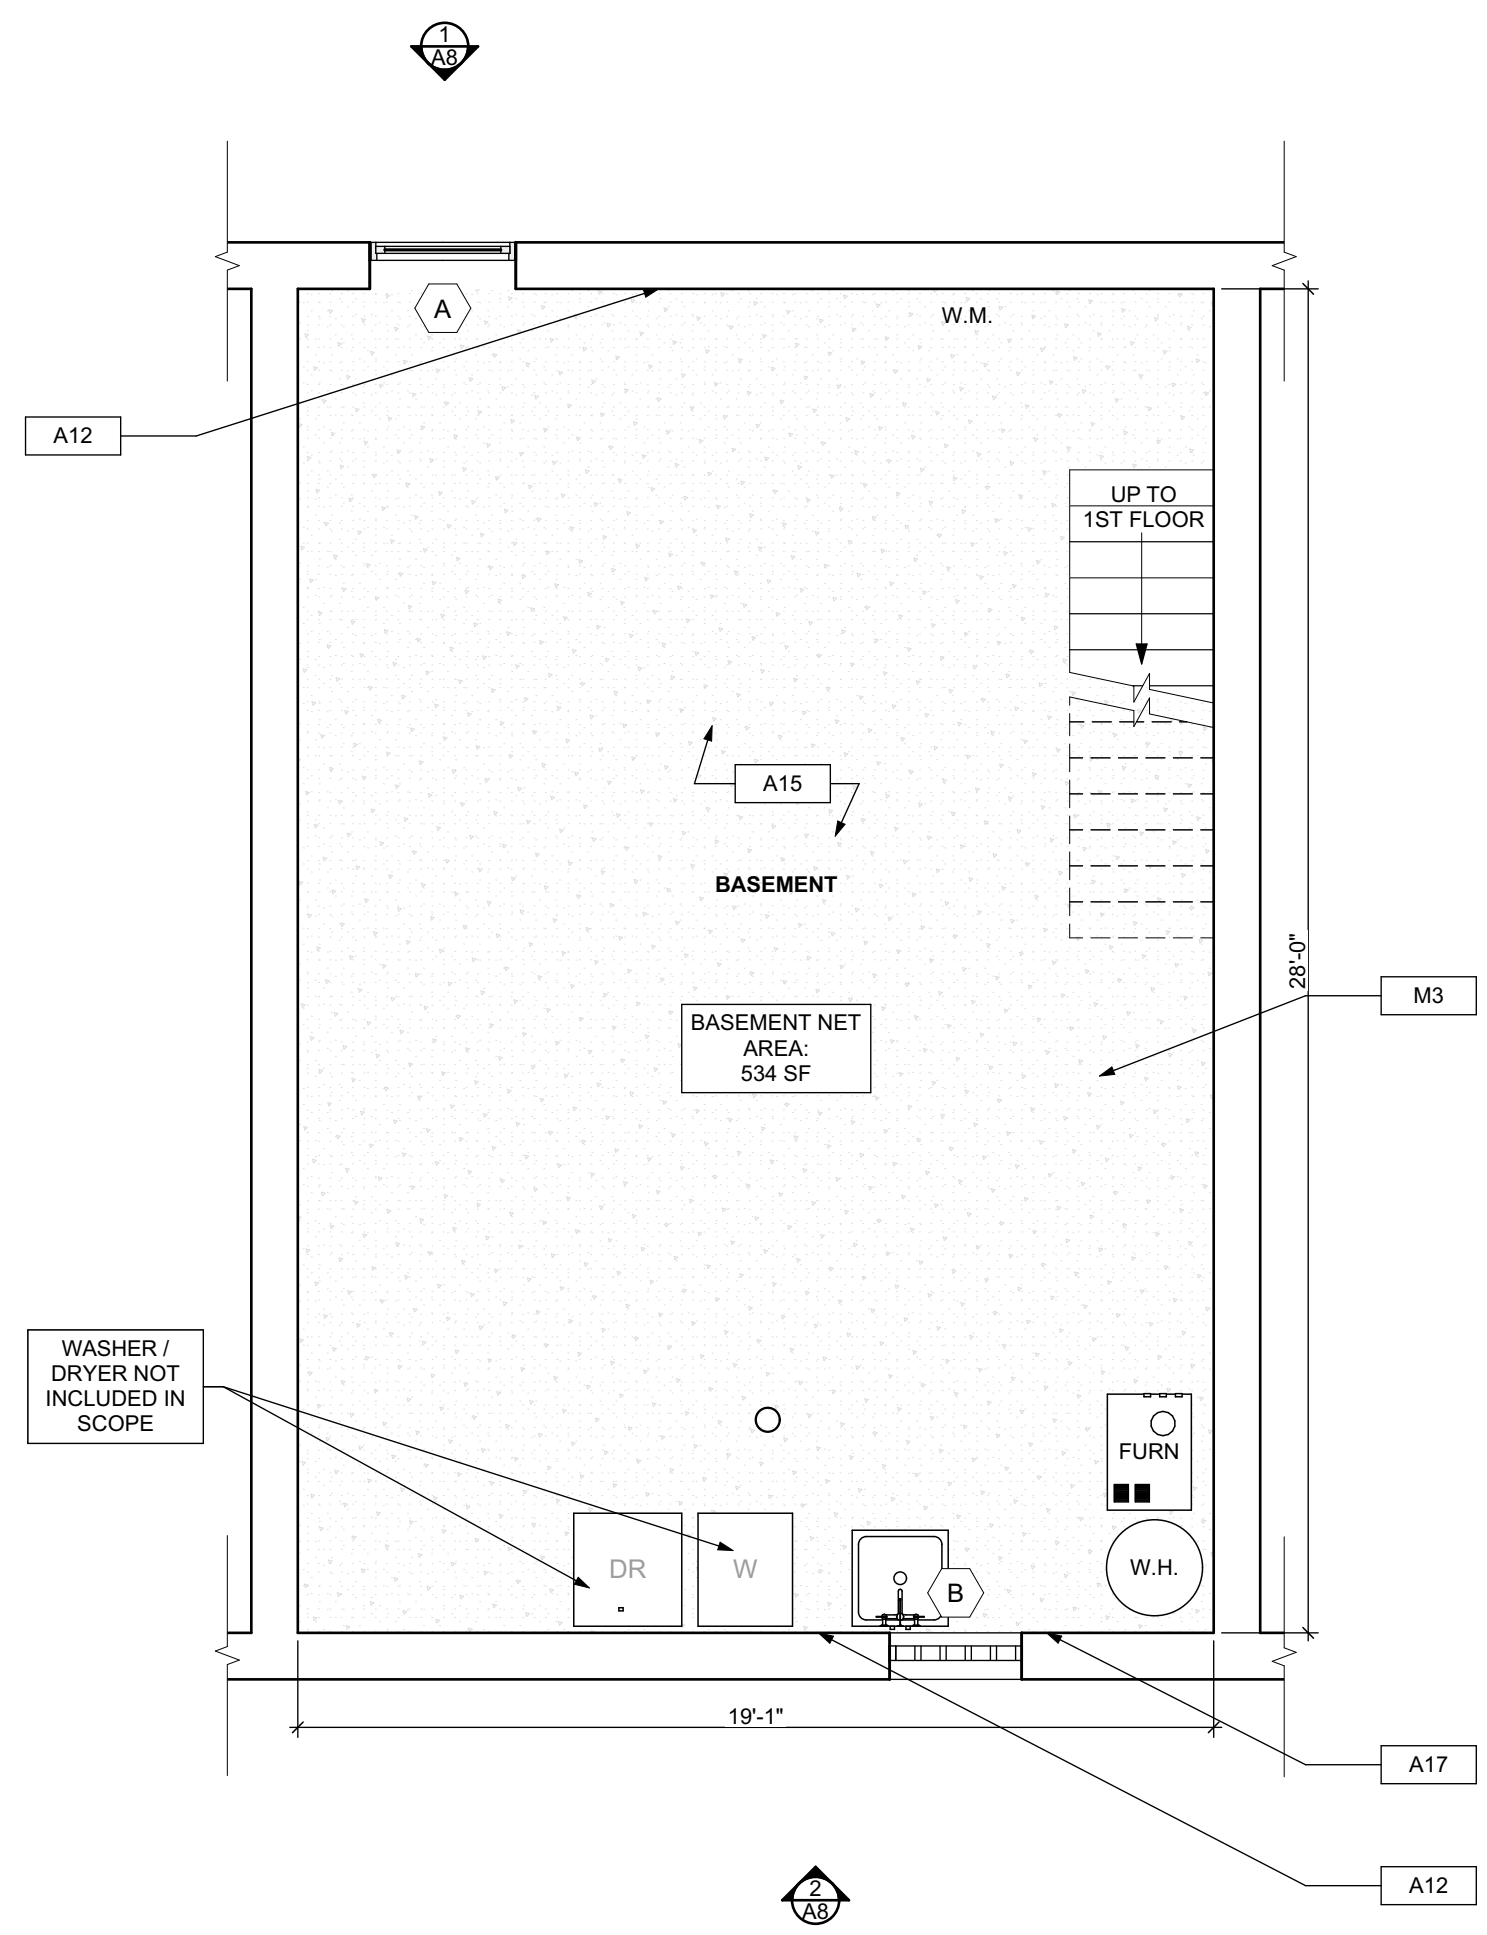 1
A8
A
W.M.
A12
UP TO
1ST FLOOR
A15
BASEMENT
28'-0"
M3
BASEMENT NET
AREA:
534 SF
WASHER /
DRYER NOT
INCLUDED IN
SCOPE
FURN
DR
W
B
W.H.
19'-1"
A17
A12
2
A8